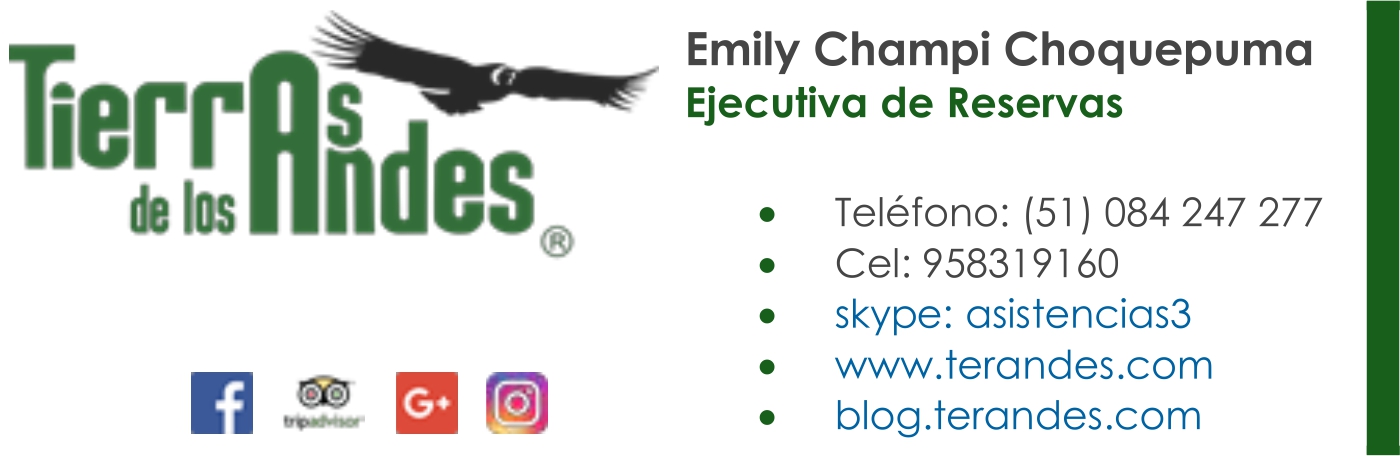 TierrAs
de los Andes
®
tripadvisor
G+
Emily Champi Choquepuma
Ejecutiva de Reservas
• Teléfono: (51) 084 247 277
• Cel: 958319160
• skype: asistencias3
• www.terandes.com
• blog.terandes.com